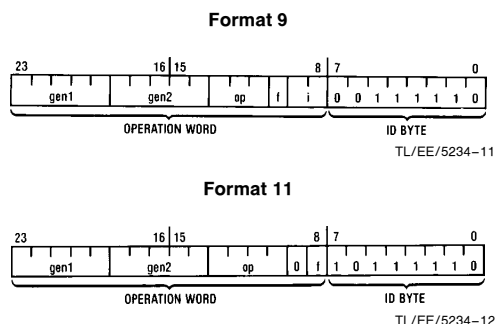 Format 9
23 16 15 8 7 0
gen1 gen2 op f i 0 0 1 1 1 1 1 0
OPERATION WORD ID BYTE
TL/EE/5234–11
Format 11
23 16 15 8 7 0
gen1 gen2 op 0 f 1 0 1 1 1 1 1 0
OPERATION WORD ID BYTE
TL/EE/5234–12